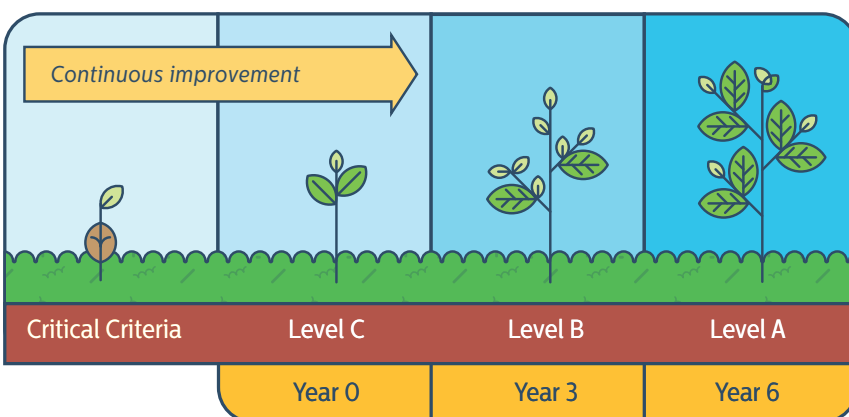 Continuous improvement
Critical Criteria
Level C
Level B
Level A
Year 0
Year 3
Year 6